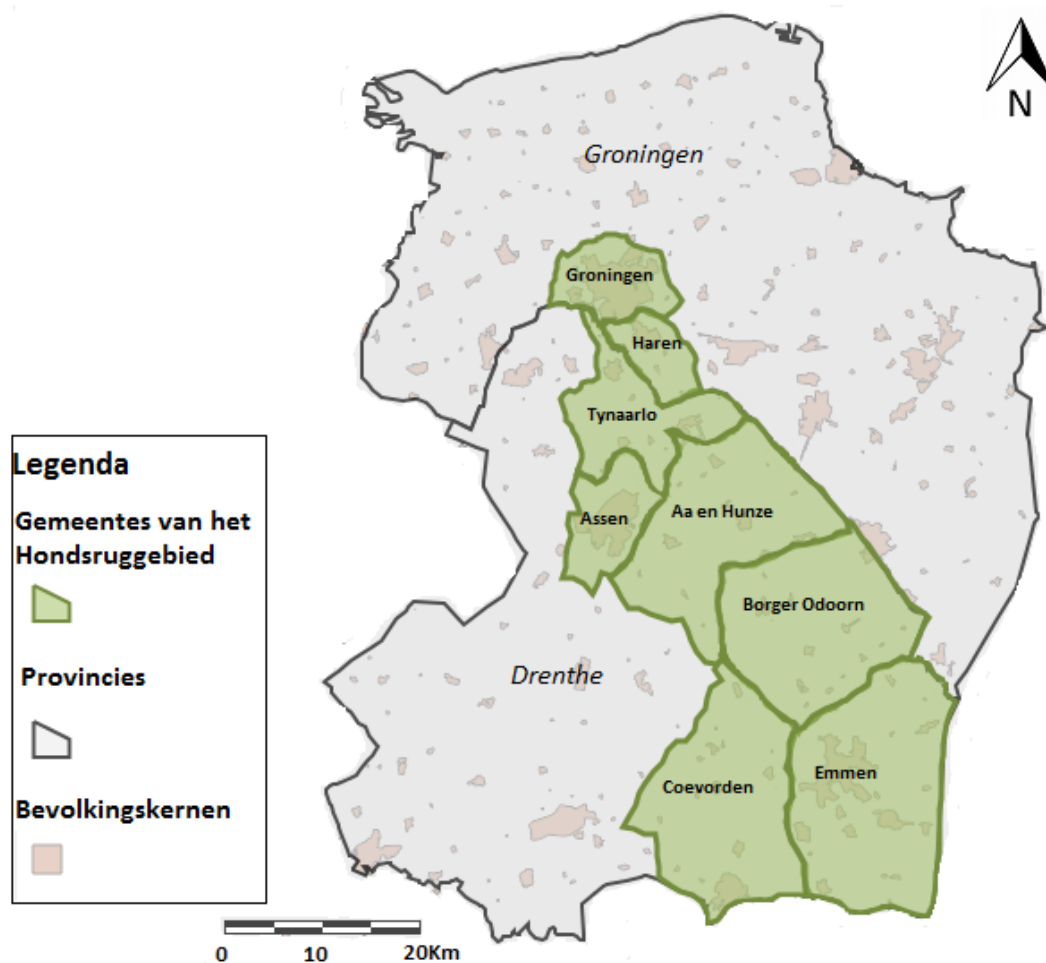 N
Groningen
Groningen
Haren
Tynaarlo
Assen
Aa en Hunze
Borger Odoorn
Drenthe
Coevorden
Emmen
Legenda
Gemeentes van het
Hondsruggebied
Provincies
Bevolkingskernen
0 10 20Km